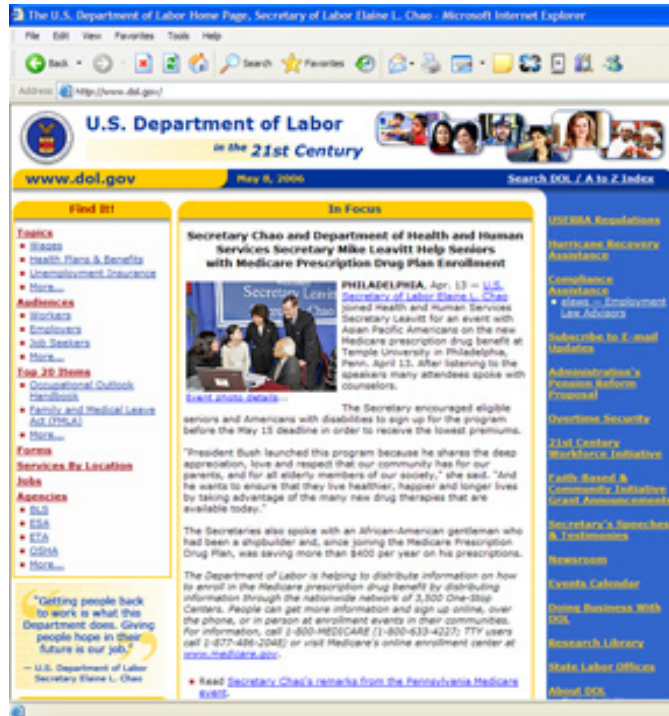 The U.S. Department of Labor Home Page, Secretary of Labor Elaine L. Chao - Microsoft Internet Explorer
File Edit View Favorites Tools Help
Back Search Favorites
Address http://www.dol.gov/
U.S. Department of Labor
in the 21st Century
www.dol.gov May 8, 2006 Search DOL / A to Z Index
Find It!
Topics
Wages
Health Plans & Benefits
Unemployment Insurance
More...
Audiences
Workers
Employers
Job Seekers
More...
Top 20 Items
Occupational Outlook
Handbook
Family and Medical Leave
Act (FMLA)
More...
Forms
Services By Location
Jobs
Agencies
BLS
ESA
ETA
OSHA
More...
"Getting people back
to work is what this
Department does. Giving
people hope in their
future is our job."
— U.S. Department of Labor
Secretary Elaine L. Chao
In Focus
Secretary Chao and Department of Health and Human
Services Secretary Mike Leavitt Help Seniors
with Medicare Prescription Drug Plan Enrollment
Secretary Leavitt
Event photo details...
PHILADELPHIA, Apr. 13 — U.S.
Secretary of Labor Elaine L. Chao
joined Health and Human Services
Secretary Leavitt for an event with
Asian Pacific Americans on the new
Medicare prescription drug benefit at
Temple University in Philadelphia,
Penn. April 13. After listening to the
speakers many attendees spoke with
counselors.
The Secretary encouraged eligible
seniors and Americans with disabilities to sign up for the program
before the May 15 deadline in order to receive the lowest premiums.
"President Bush launched this program because he shares the deep
appreciation, love and respect that our community has for our
parents, and for all elderly members of our society," she said. "And
he wants to ensure that they live healthier, happier and longer lives
by taking advantage of the many new drug therapies that are
available today."
The Secretaries also spoke with an African-American gentleman who
had been a shipbuilder and, since joining the Medicare Prescription
Drug Plan, was saving more than $400 per year on his prescriptions.
The Department of Labor is helping to distribute information on how
to enroll in the Medicare prescription drug benefit by distributing
information through the nationwide network of 3,500 One-Stop
Centers. People can get more information and sign up online, over
the phone, or in person at enrollment events in their communities.
For information, call 1-800-MEDICARE (1-800-633-4227; TTY users
call 1-877-486-2048) or visit Medicare's online enrollment center at
www.medicare.gov.
Read Secretary Chao's remarks from the Pennsylvania Medicare
event.
USERRA Regulations
Hurricane Recovery
Assistance
Compliance
Assistance
elaws — Employment
Law Advisors
Subscribe to E-mail
Updates
Administration's
Pension Reform
Proposal
Overtime Security
21st Century
Workforce Initiative
Faith-Based &
Community Initiative
Grant Announcements
Secretary's Speeches
& Testimonies
Newsroom
Events Calendar
Doing Business With
DOL
Research Library
State Labor Offices
About DOL